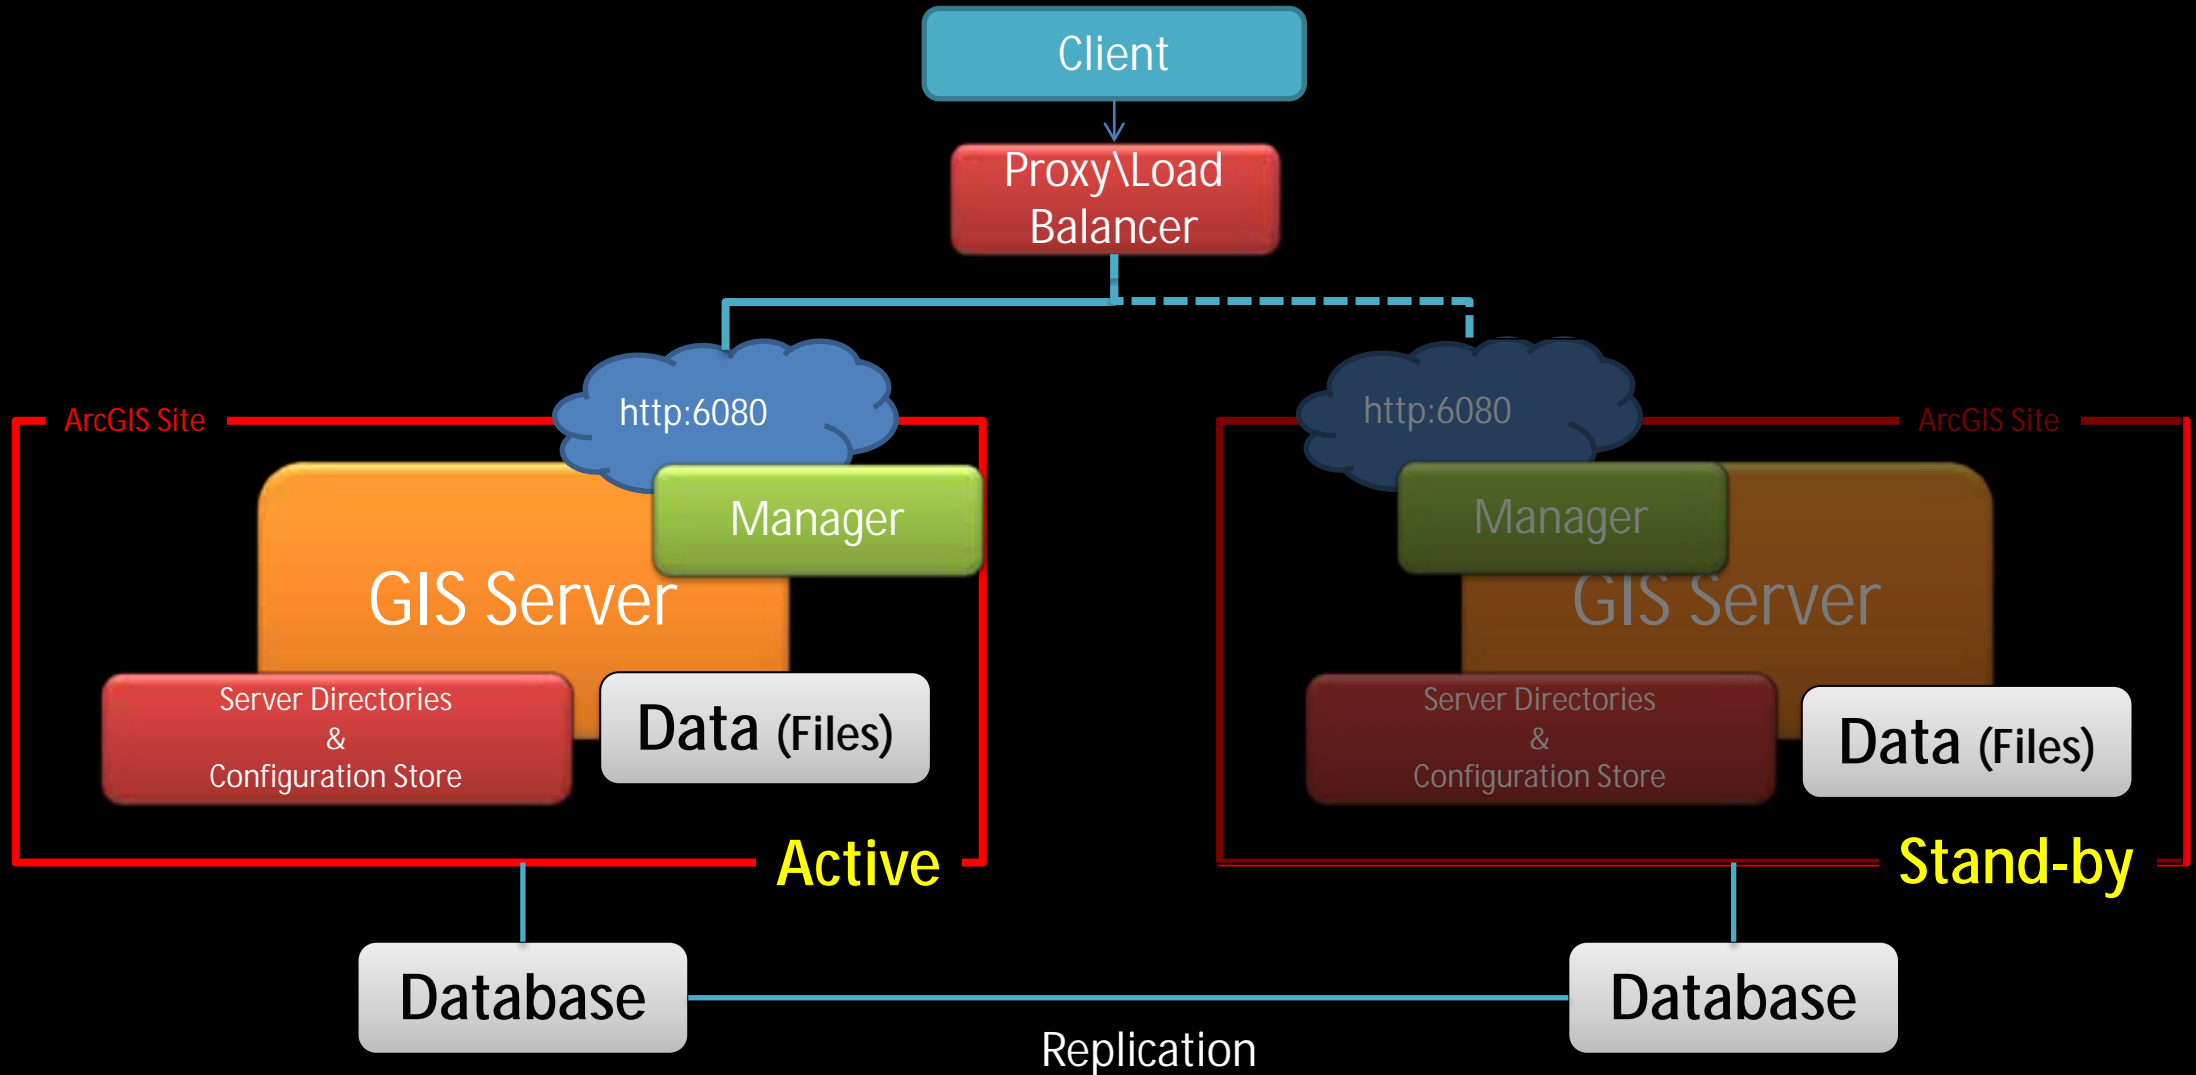 Client
Proxy\Load
Balancer
http:6080
ArcGIS Site
Manager
GIS Server
Server Directories
&
Configuration Store
Data (Files)
Active
http:6080
ArcGIS Site
Manager
GIS Server
Server Directories
&
Configuration Store
Data (Files)
Stand-by
Database
Database
Replication